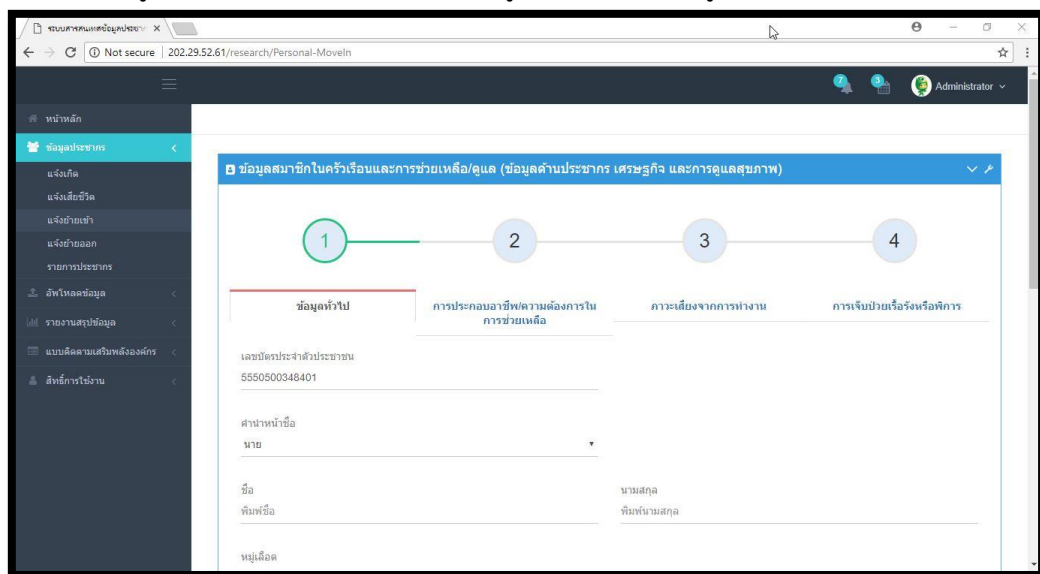 ระบบสารสนเทศข้อมูลประชา
Not secure | 202.29.52.61/research/Personal-MoveIn
7
3
Administrator
หน้าหลัก
ข้อมูลประชากร
แจ้งเกิด
แจ้งเสียชีวิต
แจ้งย้ายเข้า
แจ้งย้ายออก
รายการประชากร
อัพโหลดข้อมูล
รายงานสรุปข้อมูล
แบบติดตามเสริมพลังองค์กร
สิทธิ์การใช้งาน
ข้อมูลสมาชิกในครัวเรือนและการช่วยเหลือ/ดูแล (ข้อมูลด้านประชากร เศรษฐกิจ และการดูแลสุขภาพ)
1 2 3 4
ข้อมูลทั่วไป
การประกอบอาชีพ/ความต้องการใน
การช่วยเหลือ
ภาวะเสี่ยงจากการทำงาน
การเจ็บป่วยเรื้อรังหรือพิการ
เลขบัตรประจำตัวประชาชน
5550500348401
คำนำหน้าชื่อ
นาย
ชื่อ
พิมพ์ชื่อ
นามสกุล
พิมพ์นามสกุล
หมู่เลือด